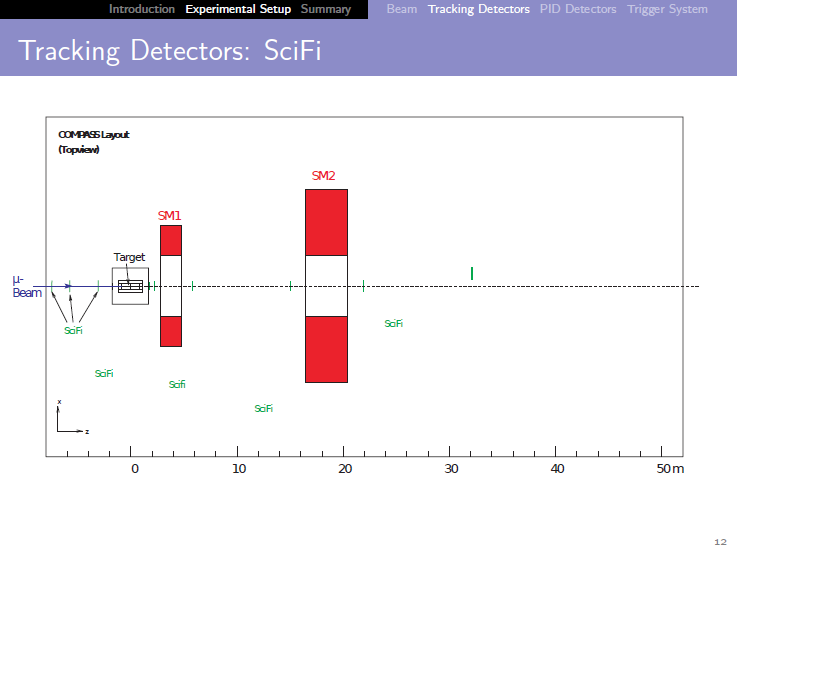 Introduction Experimental Setup Summary Beam Tracking Detectors PID Detectors Trigger System
Tracking Detectors: SciFi
COMPASS Layout
(Topview)
SM2
SM1
Target
μ-
Beam
SciFi
SciFi
SciFi
Scifi
SciFi
x
z
0 10 20 30 40 50 m
12